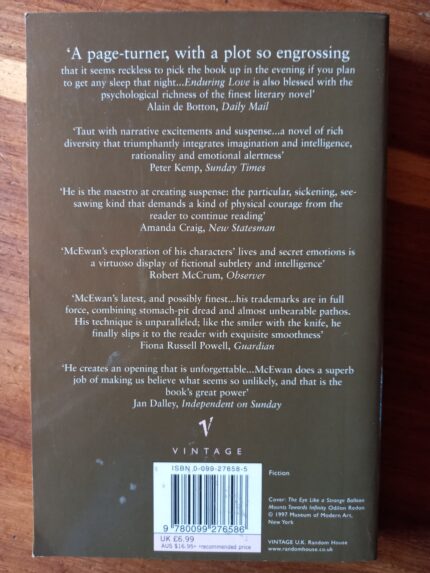 ‘A page-turner, with a plot so engrossing
that it seems reckless to pick the book up in the evening if you plan
to get any sleep that night...Enduring Love is also blessed with the
psychological richness of the finest literary novel’
Alain de Botton, Daily Mail
‘Taut with narrative excitements and suspense...a novel of rich
diversity that triumphantly integrates imagination and intelligence,
rationality and emotional alertness’
Peter Kemp, Sunday Times
‘He is the maestro at creating suspense: the particular, sickening, see-
sawing kind that demands a kind of physical courage from the
reader to continue reading’
Amanda Craig, New Statesman
‘McEwan’s exploration of his characters’ lives and secret emotions is
a virtuoso display of fictional subtlety and intelligence’
Robert McCrum, Observer
‘McEwan’s latest, and possibly finest...his trademarks are in full
force, combining stomach-pit dread and almost unbearable pathos.
His technique is unparalleled; like the smiler with the knife, he
finally slips it to the reader with exquisite smoothness’
Fiona Russell Powell, Guardian
‘He creates an opening that is unforgettable...McEwan does a superb
job of making us believe what seems so unlikely, and that is the
book’s great power’
Jan Dalley, Independent on Sunday
V
VINTAGE
ISBN 0-099-27658-5
9 780099 276586
UK £6.99
AUS $16.95* *recommended price
Fiction
Cover: The Eye Like a Strange Balloon
Mounts Towards Infinity Odilon Redon
© 1997 Museum of Modern Art,
New York
VINTAGE U.K. Random House
www.randomhouse.co.uk